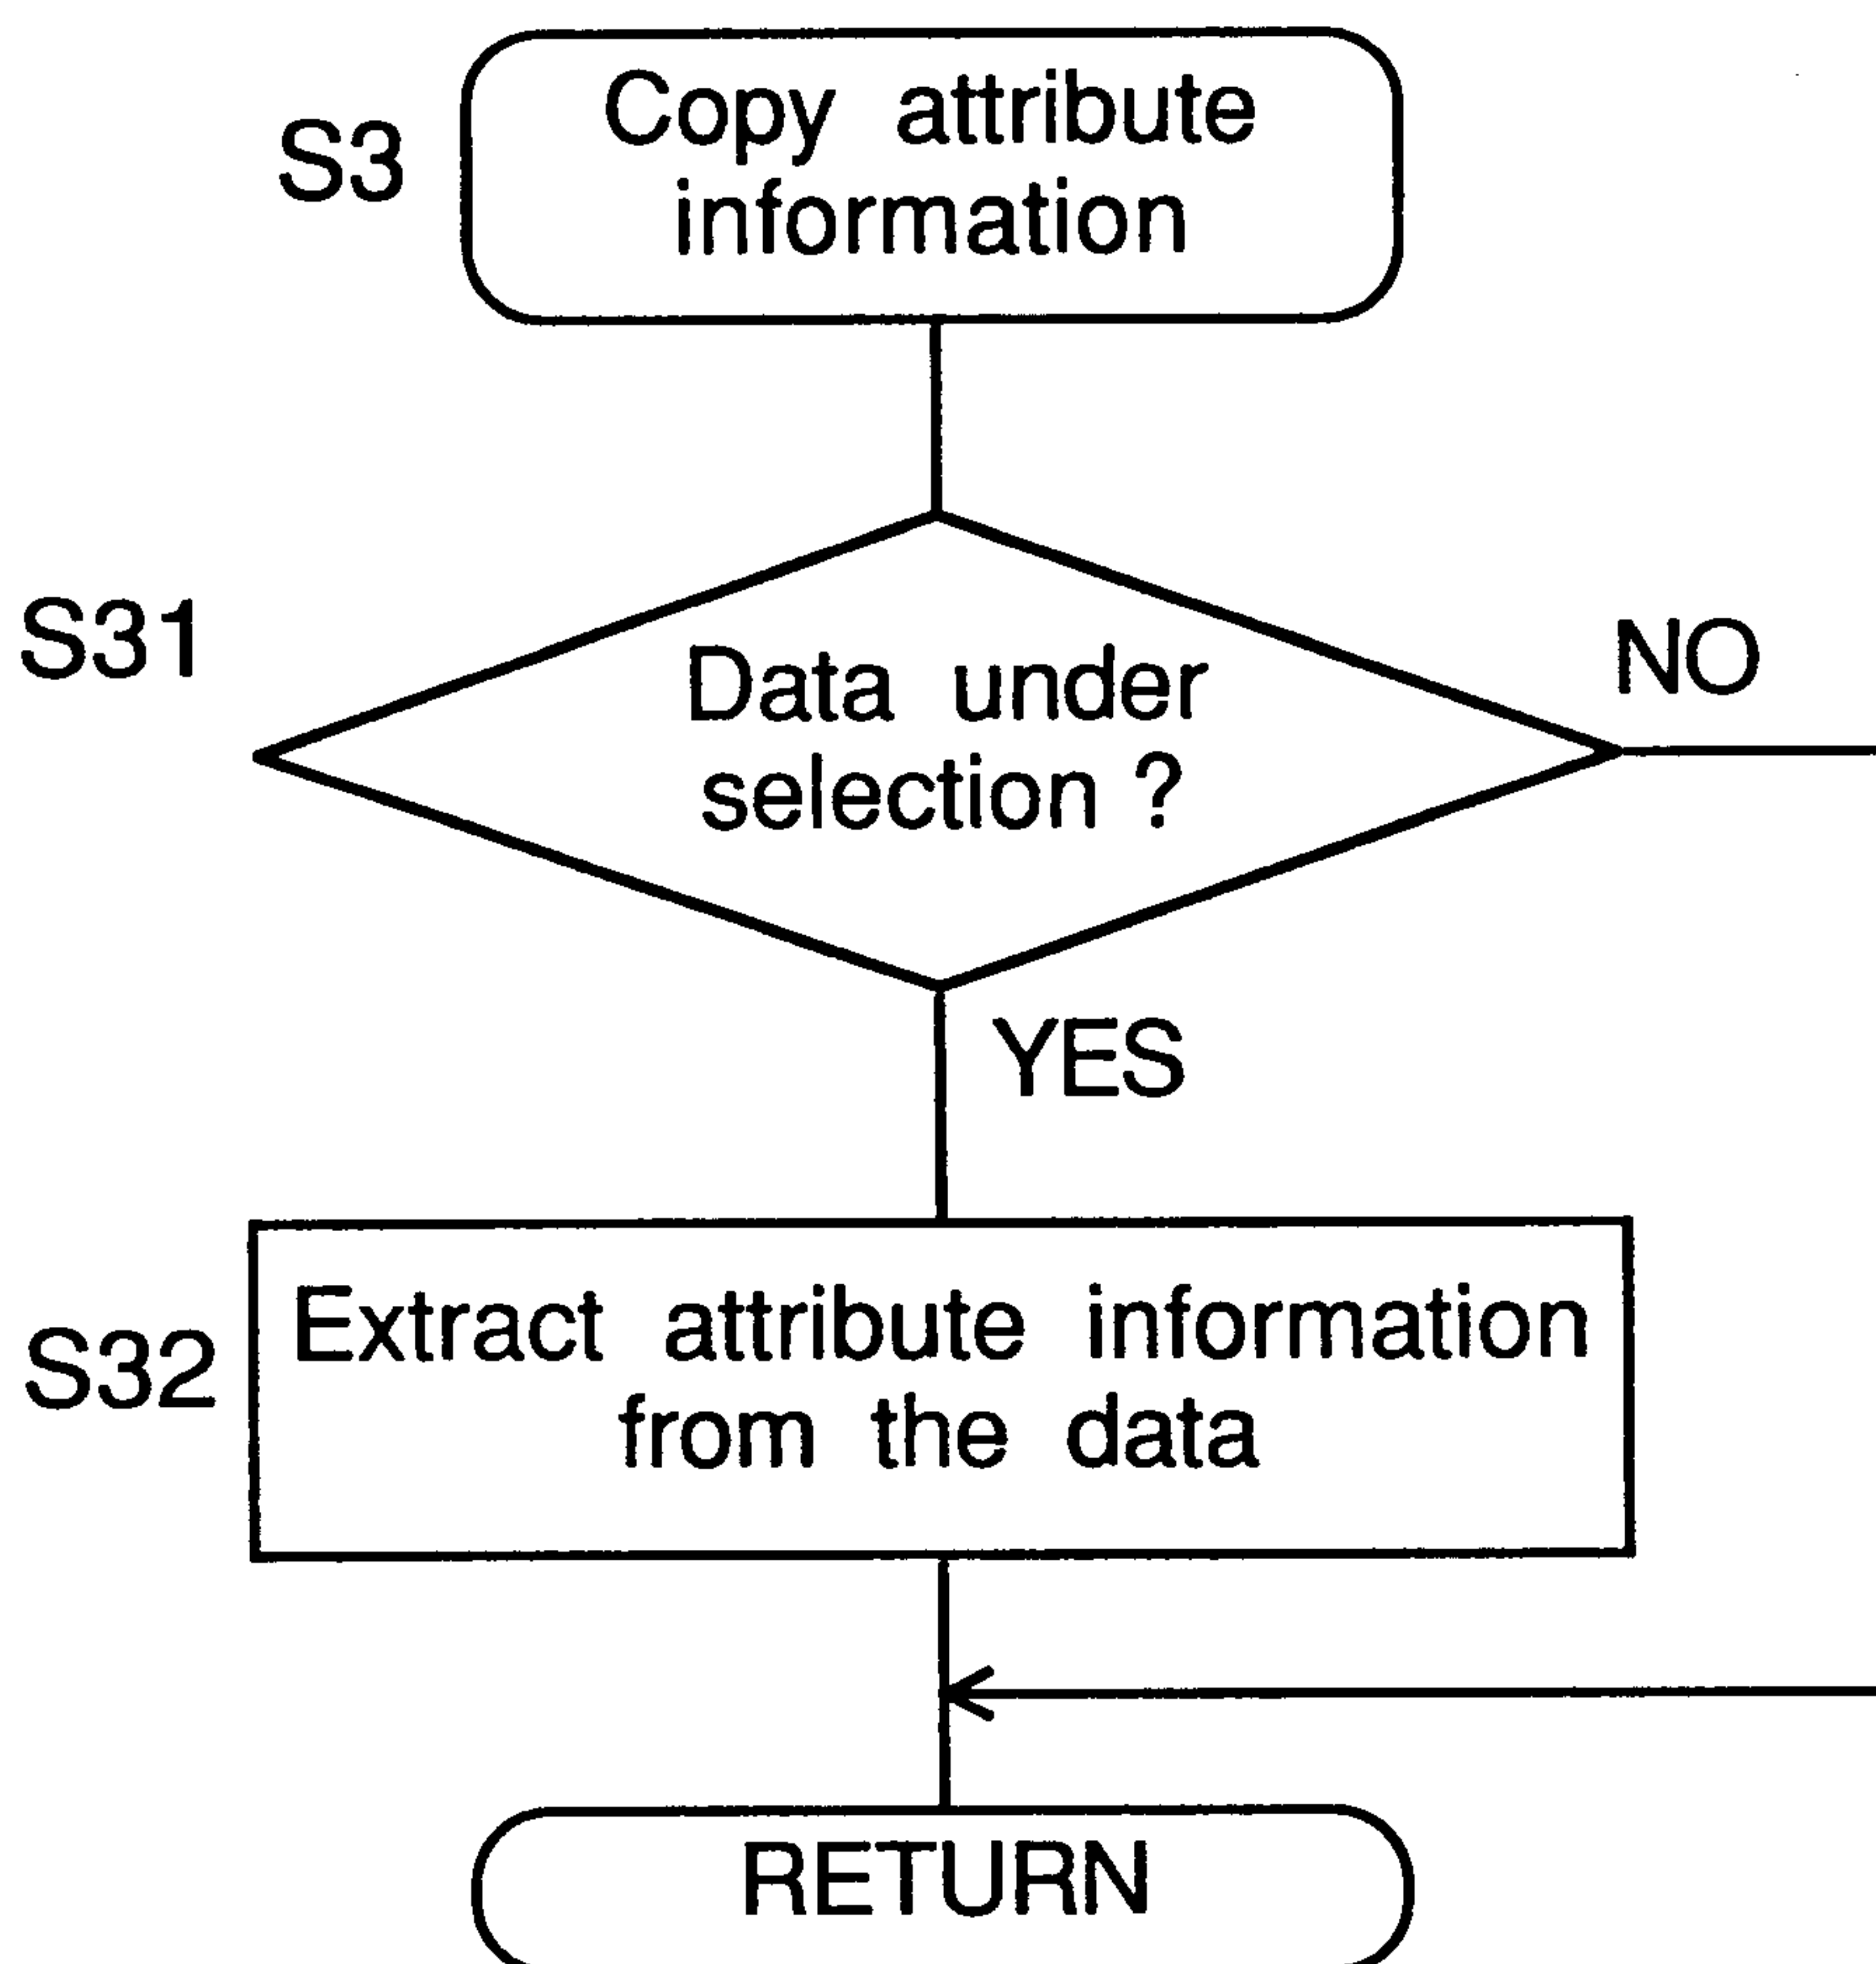 S3
Copy attribute
information
S31
Data under
selection ?
NO
YES
S32
Extract attribute information
from the data
RETURN